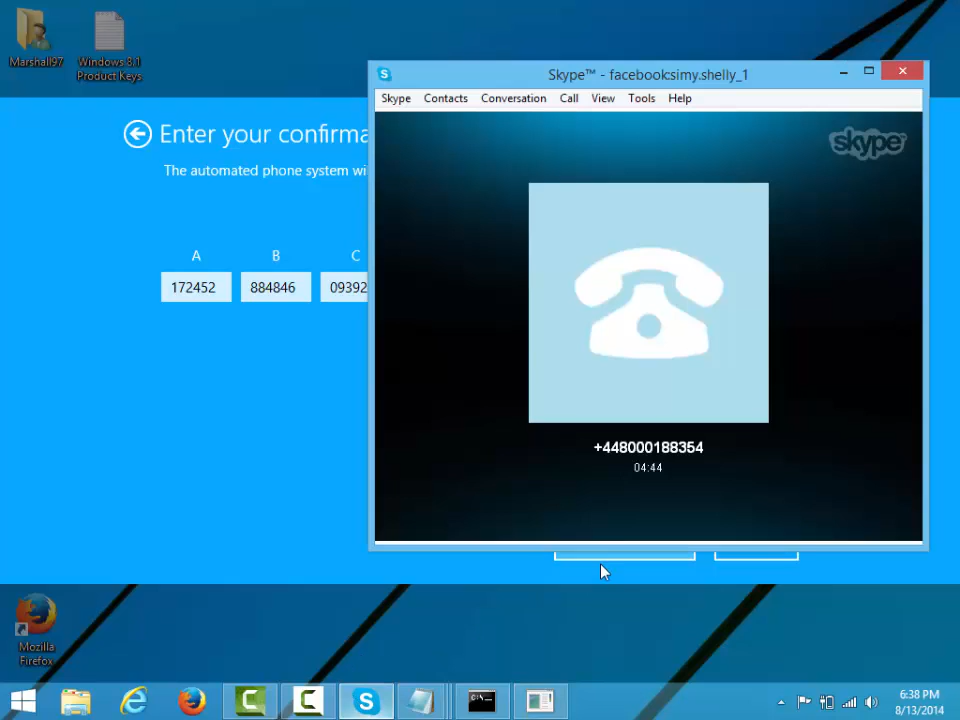 Marshall97
Windows 8.1
Product Keys
Skype™ - facebook:simy.shelly_1
Skype Contacts Conversation Call View Tools Help
skype
Enter your confirma
The automated phone system wi
A B C
172452 884846 09392
+448000188354
04:44
Mozilla
Firefox
C:\_
6:38 PM
8/13/2014